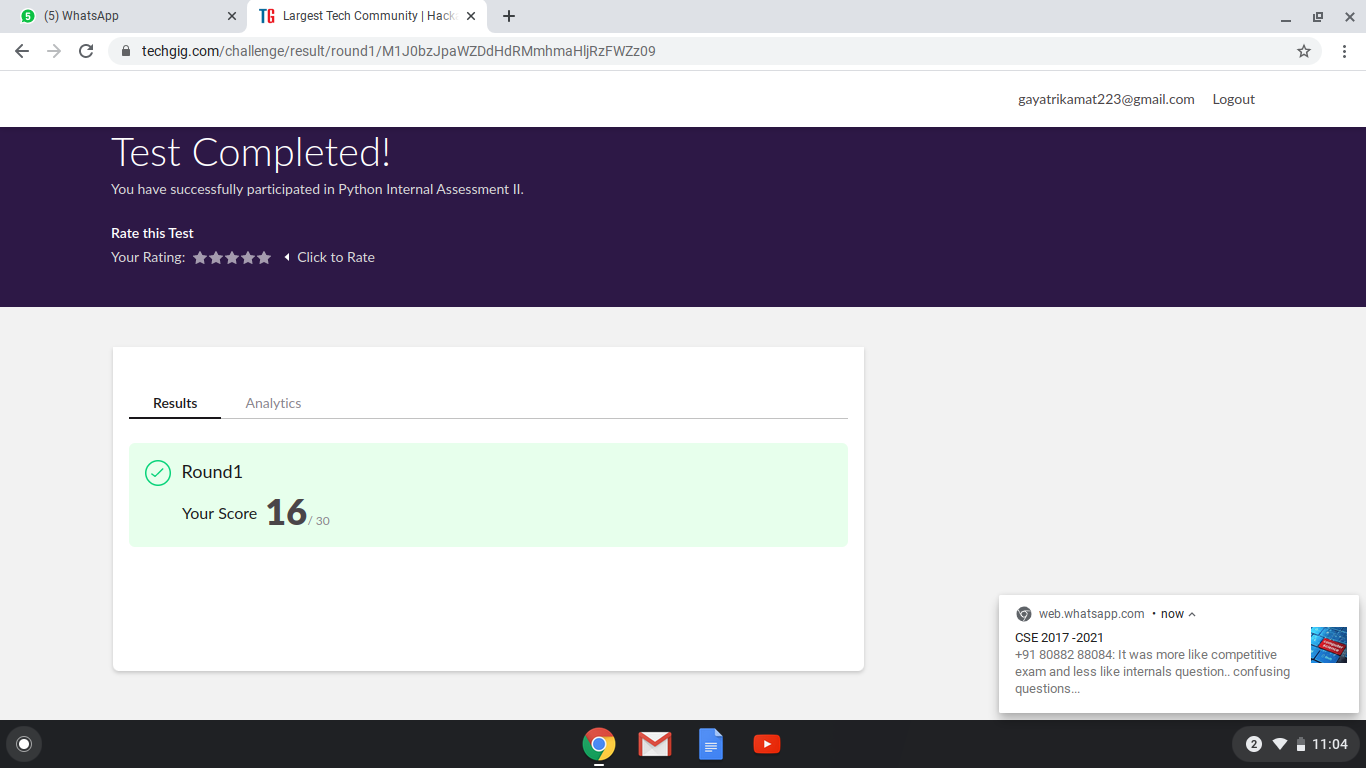 (5) WhatsApp
TG Largest Tech Community | Hack
techgig.com/challenge/result/round1/M1J0bzJpaWZDdHdRMmhmaHljRzFWZz09
gayatrikamat223@gmail.com Logout
Test Completed!
You have successfully participated in Python Internal Assessment II.
Rate this Test
Your Rating: Click to Rate
Results Analytics
Round1
Your Score 16 / 30
web.whatsapp.com • now
CSE 2017 -2021
+91 80882 88084: It was more like competitive
exam and less like internals question.. confusing
questions...
2 11:04